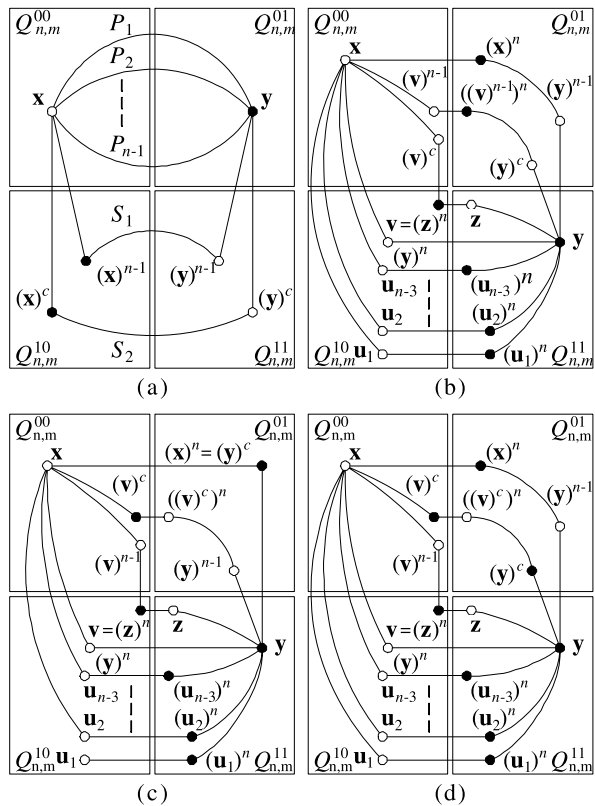 Q^{00}_{n,m} Q^{01}_{n,m}
P_1
P_2
x y
P_{n-1}
S_1
(x)^{n-1} (y)^{n-1}
(x)^c (y)^c
S_2
Q^{10}_{n,m} Q^{11}_{n,m}
(a)
Q^{00}_{n,m} Q^{01}_{n,m}
x (x)^n
(v)^{n-1} ((v)^{n-1})^n (y)^{n-1}
(v)^c (y)^c
v=(z)^n z
y
(y)^n
u_{n-3} (u_{n-3})^n
u_2 (u_2)^n
Q^{10}_{n,m} u_1 (u_1)^n Q^{11}_{n,m}
(b)
Q^{00}_{n,m} Q^{01}_{n,m}
x (x)^n=(y)^c
(v)^c ((v)^c)^n
(v)^{n-1} (y)^{n-1}
v=(z)^n z
y
(y)^n
u_{n-3} (u_{n-3})^n
u_2 (u_2)^n
Q^{10}_{n,m} u_1 (u_1)^n Q^{11}_{n,m}
(c)
Q^{00}_{n,m} Q^{01}_{n,m}
x (x)^n
(v)^c ((v)^c)^n (y)^{n-1}
(v)^{n-1} (y)^c
v=(z)^n z
y
(y)^n
u_{n-3} (u_{n-3})^n
u_2 (u_2)^n
Q^{10}_{n,m} u_1 (u_1)^n Q^{11}_{n,m}
(d)